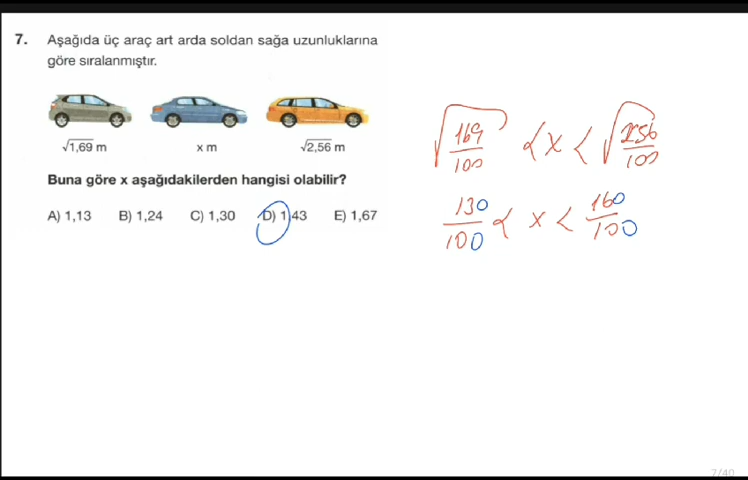 7. Aşağıda üç araç art arda soldan sağa uzunluklarına
göre sıralanmıştır.
√1,69 m x m √2,56 m
Buna göre x aşağıdakilerden hangisi olabilir?
A) 1,13 B) 1,24 C) 1,30 D) 1,43 E) 1,67
√(169/100) < x < √(256/100)
130/100 < x < 160/100
7/40